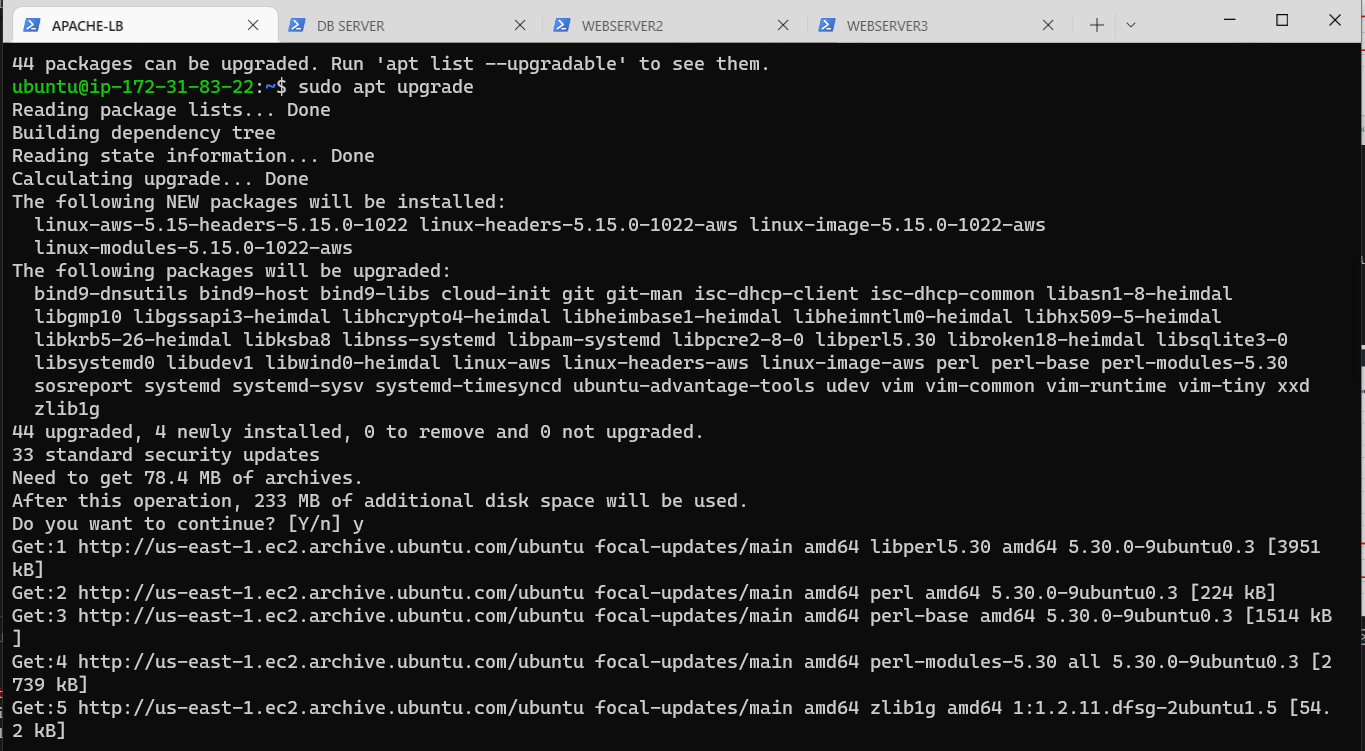 APACHE-LB
DB SERVER
WEBSERVER2
WEBSERVER3
44 packages can be upgraded. Run 'apt list --upgradable' to see them.
ubuntu@ip-172-31-83-22:~$ sudo apt upgrade
Reading package lists... Done
Building dependency tree
Reading state information... Done
Calculating upgrade... Done
The following NEW packages will be installed:
  linux-aws-5.15-headers-5.15.0-1022 linux-headers-5.15.0-1022-aws linux-image-5.15.0-1022-aws
  linux-modules-5.15.0-1022-aws
The following packages will be upgraded:
  bind9-dnsutils bind9-host bind9-libs cloud-init git git-man isc-dhcp-client isc-dhcp-common libasn1-8-heimdal
  libgmp10 libgssapi3-heimdal libhcrypto4-heimdal libheimbase1-heimdal libheimntlm0-heimdal libhx509-5-heimdal
  libkrb5-26-heimdal libksba8 libnss-systemd libpam-systemd libpcre2-8-0 libperl5.30 libroken18-heimdal libsqlite3-0
  libsystemd0 libudev1 libwind0-heimdal linux-aws linux-headers-aws linux-image-aws perl perl-base perl-modules-5.30
  sosreport systemd systemd-sysv systemd-timesyncd ubuntu-advantage-tools udev vim vim-common vim-runtime vim-tiny xxd
  zlib1g
44 upgraded, 4 newly installed, 0 to remove and 0 not upgraded.
33 standard security updates
Need to get 78.4 MB of archives.
After this operation, 233 MB of additional disk space will be used.
Do you want to continue? [Y/n] y
Get:1 http://us-east-1.ec2.archive.ubuntu.com/ubuntu focal-updates/main amd64 libperl5.30 amd64 5.30.0-9ubuntu0.3 [3951
kB]
Get:2 http://us-east-1.ec2.archive.ubuntu.com/ubuntu focal-updates/main amd64 perl amd64 5.30.0-9ubuntu0.3 [224 kB]
Get:3 http://us-east-1.ec2.archive.ubuntu.com/ubuntu focal-updates/main amd64 perl-base amd64 5.30.0-9ubuntu0.3 [1514 kB
]
Get:4 http://us-east-1.ec2.archive.ubuntu.com/ubuntu focal-updates/main amd64 perl-modules-5.30 all 5.30.0-9ubuntu0.3 [2
739 kB]
Get:5 http://us-east-1.ec2.archive.ubuntu.com/ubuntu focal-updates/main amd64 zlib1g amd64 1:1.2.11.dfsg-2ubuntu1.5 [54.
2 kB]